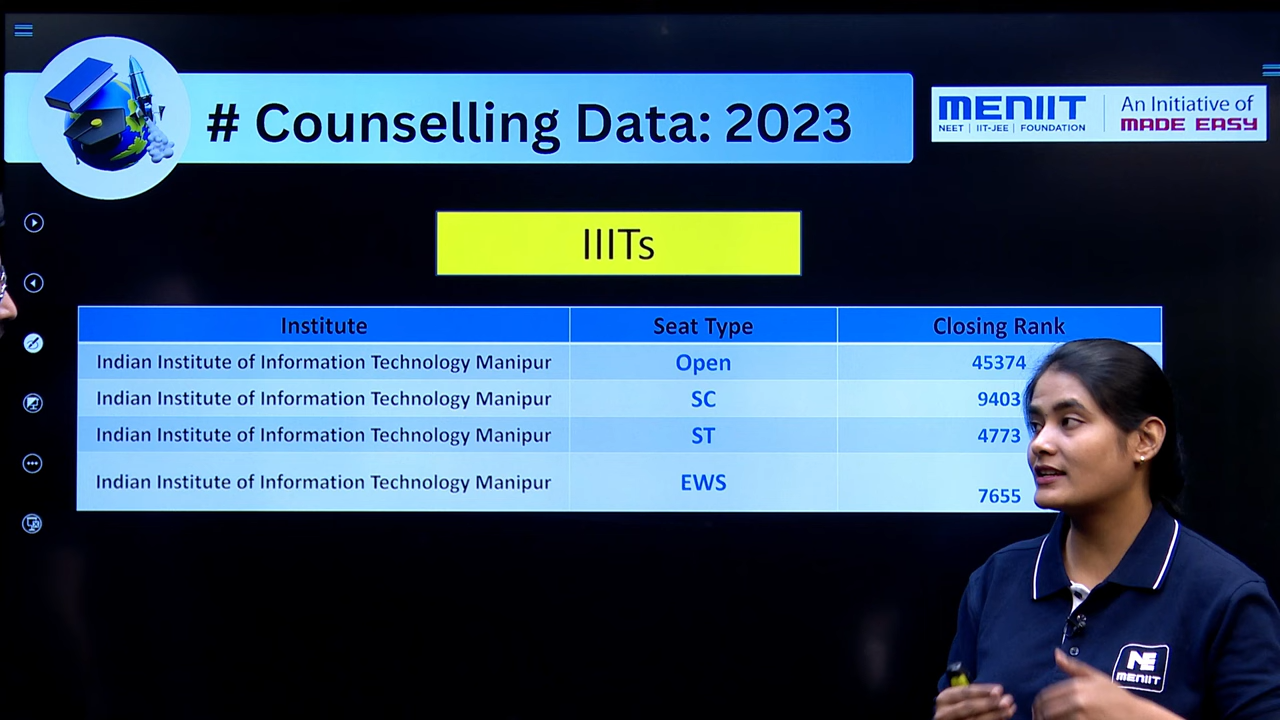 # Counselling Data: 2023
MENIIT
NEET | IIT-JEE | FOUNDATION
An Initiative of
MADE EASY
IIITs
Institute Seat Type Closing Rank
Indian Institute of Information Technology Manipur Open 45374
Indian Institute of Information Technology Manipur SC 9403
Indian Institute of Information Technology Manipur ST 4773
Indian Institute of Information Technology Manipur EWS 7655
NE
MENIIT